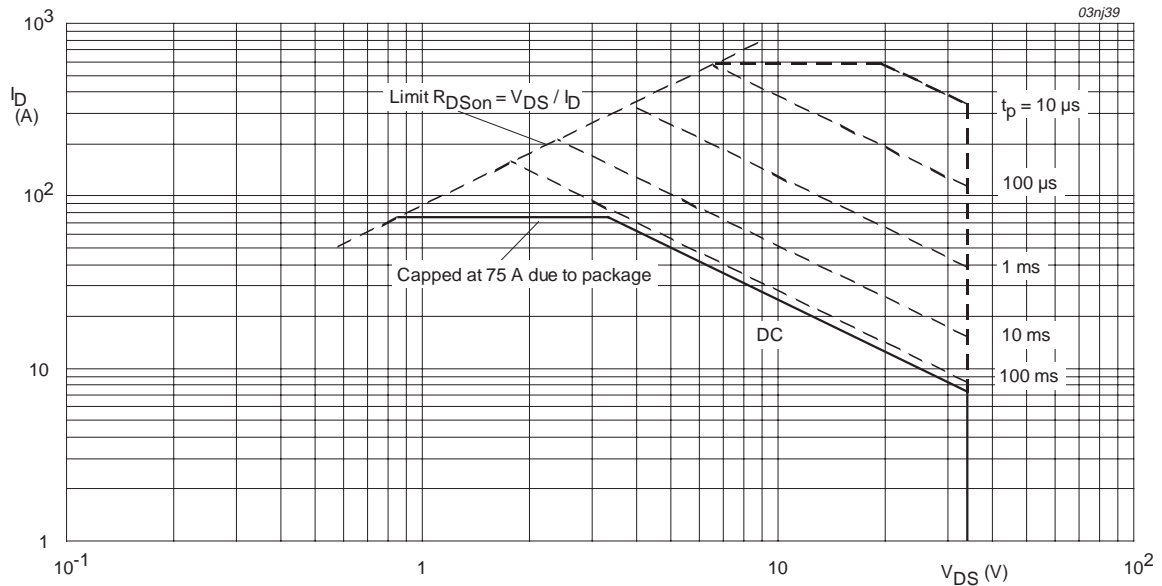 03nj39
10³
I_D
(A)
Limit R_DSon = V_DS / I_D
t_p = 10 µs
100 µs
10²
Capped at 75 A due to package
1 ms
DC
10 ms
10
100 ms
1
10⁻¹
1
10
V_DS (V)
10²